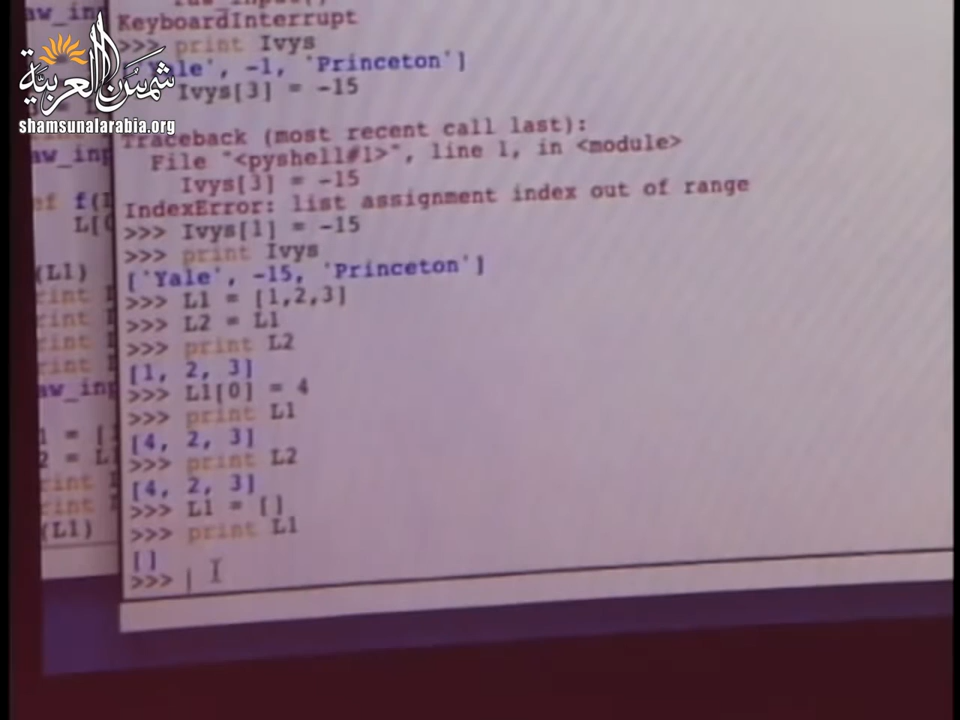 KeyboardInterrupt
>>> print Ivys
le', -1, 'Princeton']
Ivys[3] = -15
Traceback (most recent call last):
File "<pyshell#1>", line 1, in <module>
Ivys[3] = -15
IndexError: list assignment index out of range
>>> Ivys[1] = -15
>>> print Ivys
['Yale', -15, 'Princeton']
>>> L1 = [1,2,3]
>>> L2 = L1
>>> print L2
[1, 2, 3]
>>> L1[0] = 4
>>> print L1
[4, 2, 3]
>>> print L2
[4, 2, 3]
>>> L1 = []
>>> print L1
[]
>>>
شمس العربية
shamsunalarabia.org
f(
L[
(L1)
(L1)